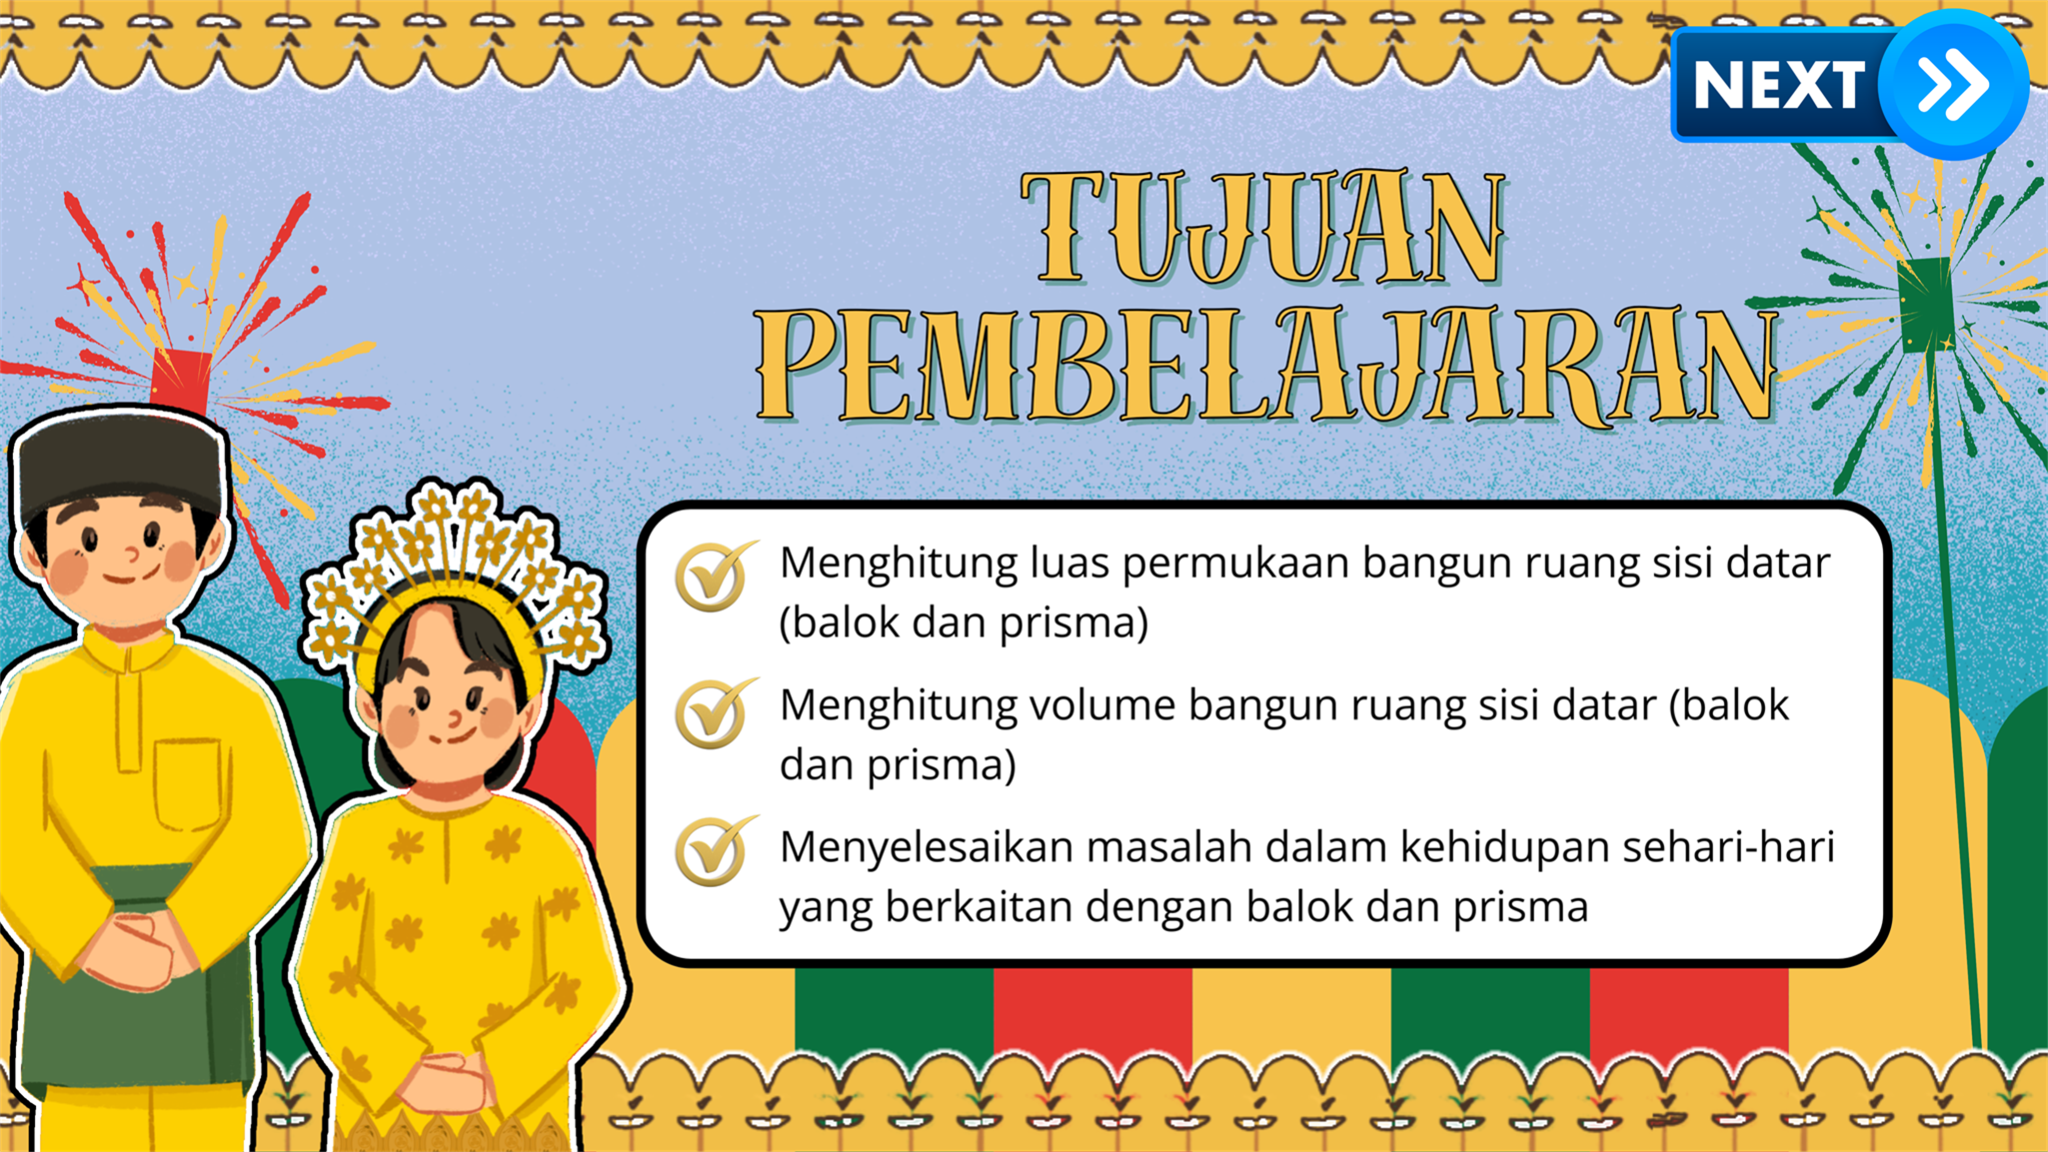 NEXT
TUJUAN
PEMBELAJARAN
Menghitung luas permukaan bangun ruang sisi datar
(balok dan prisma)
Menghitung volume bangun ruang sisi datar (balok
dan prisma)
Menyelesaikan masalah dalam kehidupan sehari-hari
yang berkaitan dengan balok dan prisma